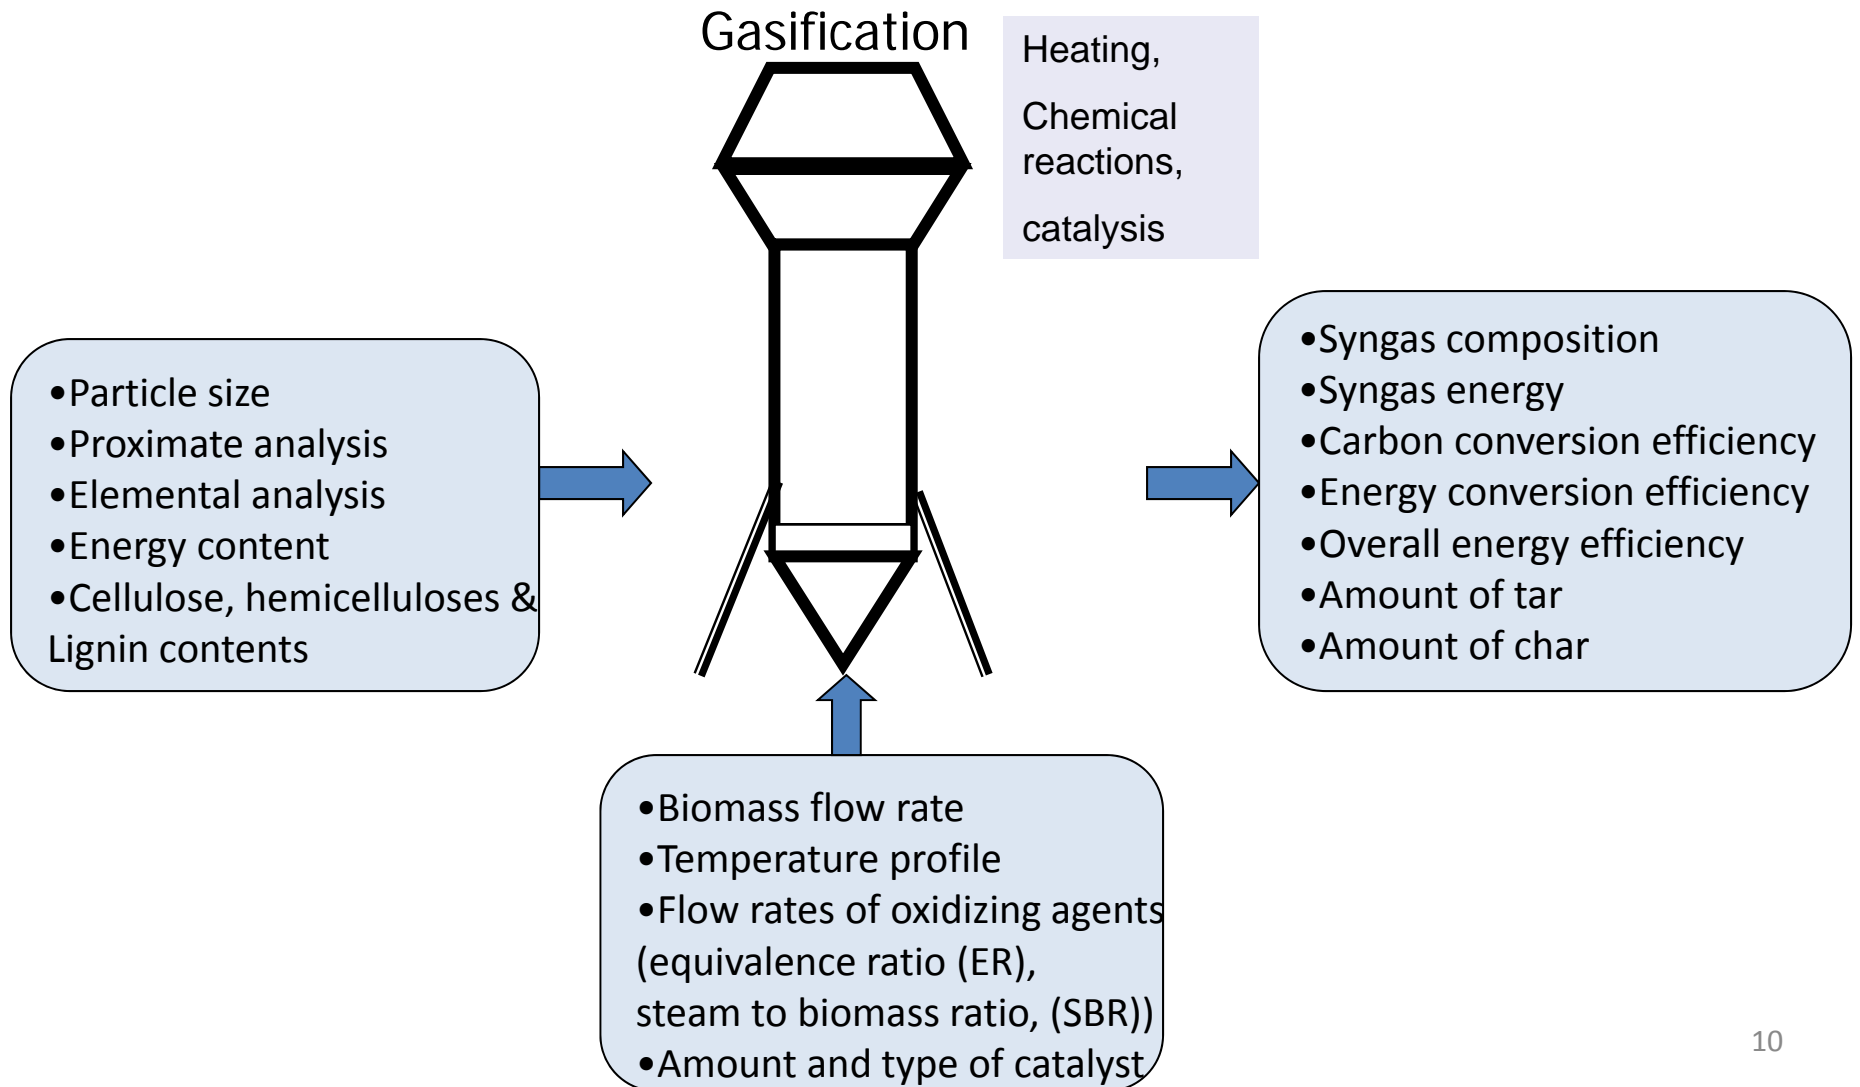 Gasification
Heating,
Chemical
reactions,
catalysis
•Particle size
•Proximate analysis
•Elemental analysis
•Energy content
•Cellulose, hemicelluloses &
Lignin contents
•Syngas composition
•Syngas energy
•Carbon conversion efficiency
•Energy conversion efficiency
•Overall energy efficiency
•Amount of tar
•Amount of char
•Biomass flow rate
•Temperature profile
•Flow rates of oxidizing agents
(equivalence ratio (ER),
steam to biomass ratio, (SBR))
•Amount and type of catalyst
10